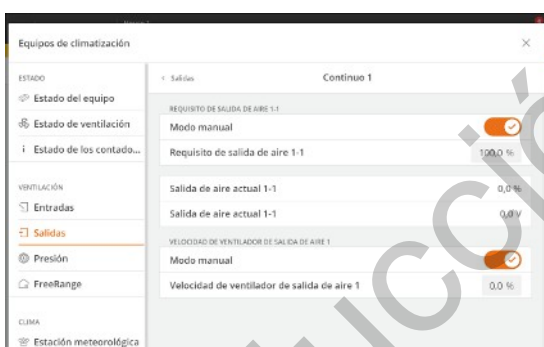 Equipos de climatización
ESTADO
Estado del equipo
Estado de ventilación
Estado de los contado...
VENTILACIÓN
Entradas
Salidas
Presión
FreeRange
CLIMA
Estación meteorológica
< Salidas
Continuo 1
REQUISITO DE SALIDA DE AIRE 1-1
Modo manual
Requisito de salida de aire 1-1 100,0 %
Salida de aire actual 1-1 0,0 %
Salida de aire actual 1-1 0,0 V
VELOCIDAD DE VENTILADOR DE SALIDA DE AIRE 1
Modo manual
Velocidad de ventilador de salida de aire 1 0.0 %